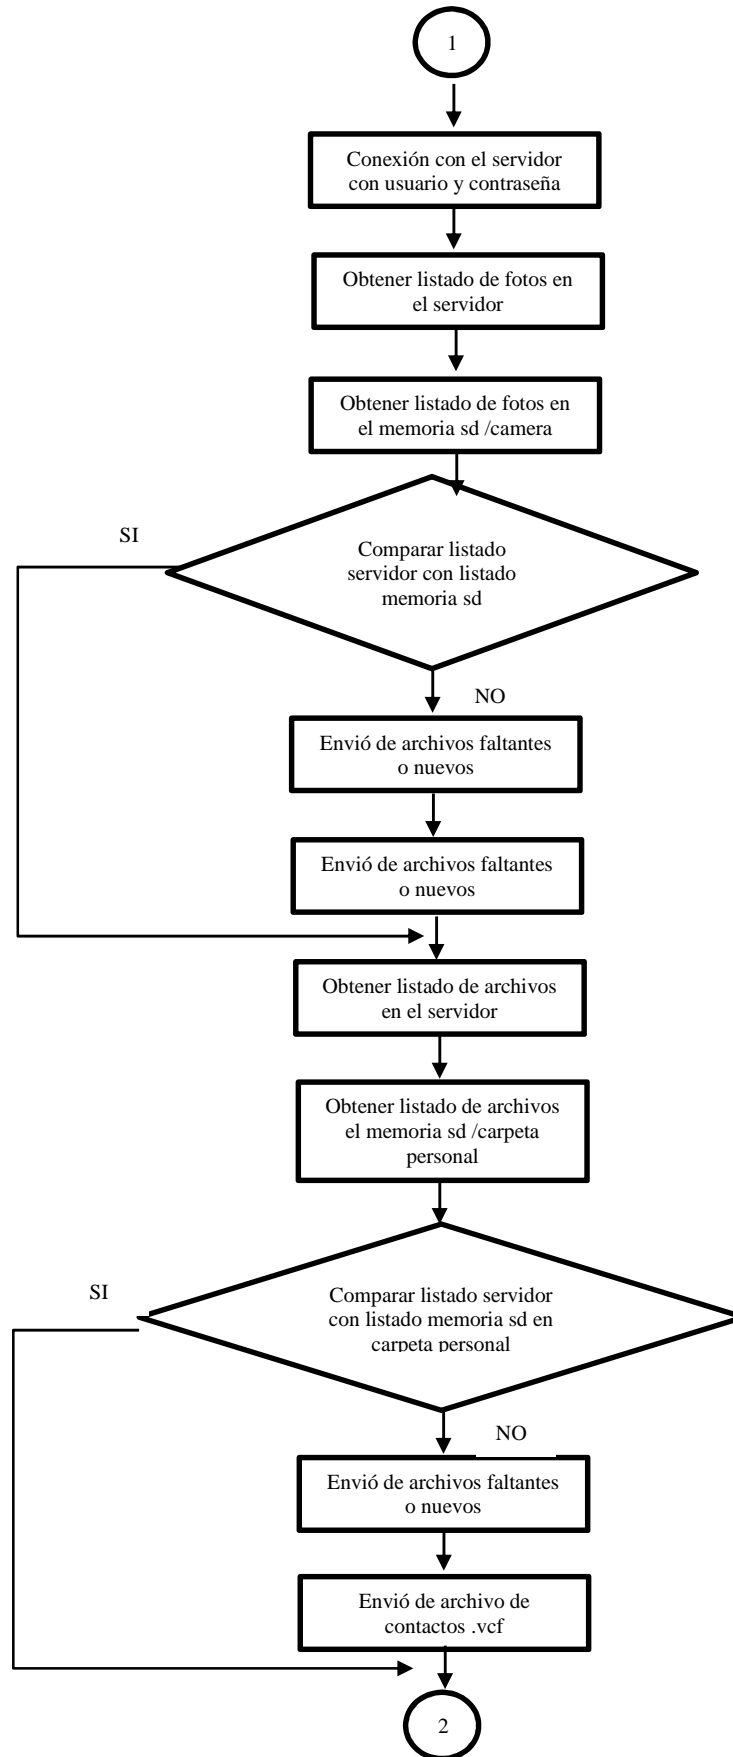 1
Conexión con el servidor
con usuario y contraseña
Obtener listado de fotos en
el servidor
Obtener listado de fotos en
el memoria sd /camera
SI
Comparar listado
servidor con listado
memoria sd
NO
Envió de archivos faltantes
o nuevos
Envió de archivos faltantes
o nuevos
Obtener listado de archivos
en el servidor
Obtener listado de archivos
el memoria sd /carpeta
personal
SI
Comparar listado servidor
con listado memoria sd en
carpeta personal
NO
Envió de archivos faltantes
o nuevos
Envió de archivo de
contactos .vcf
2